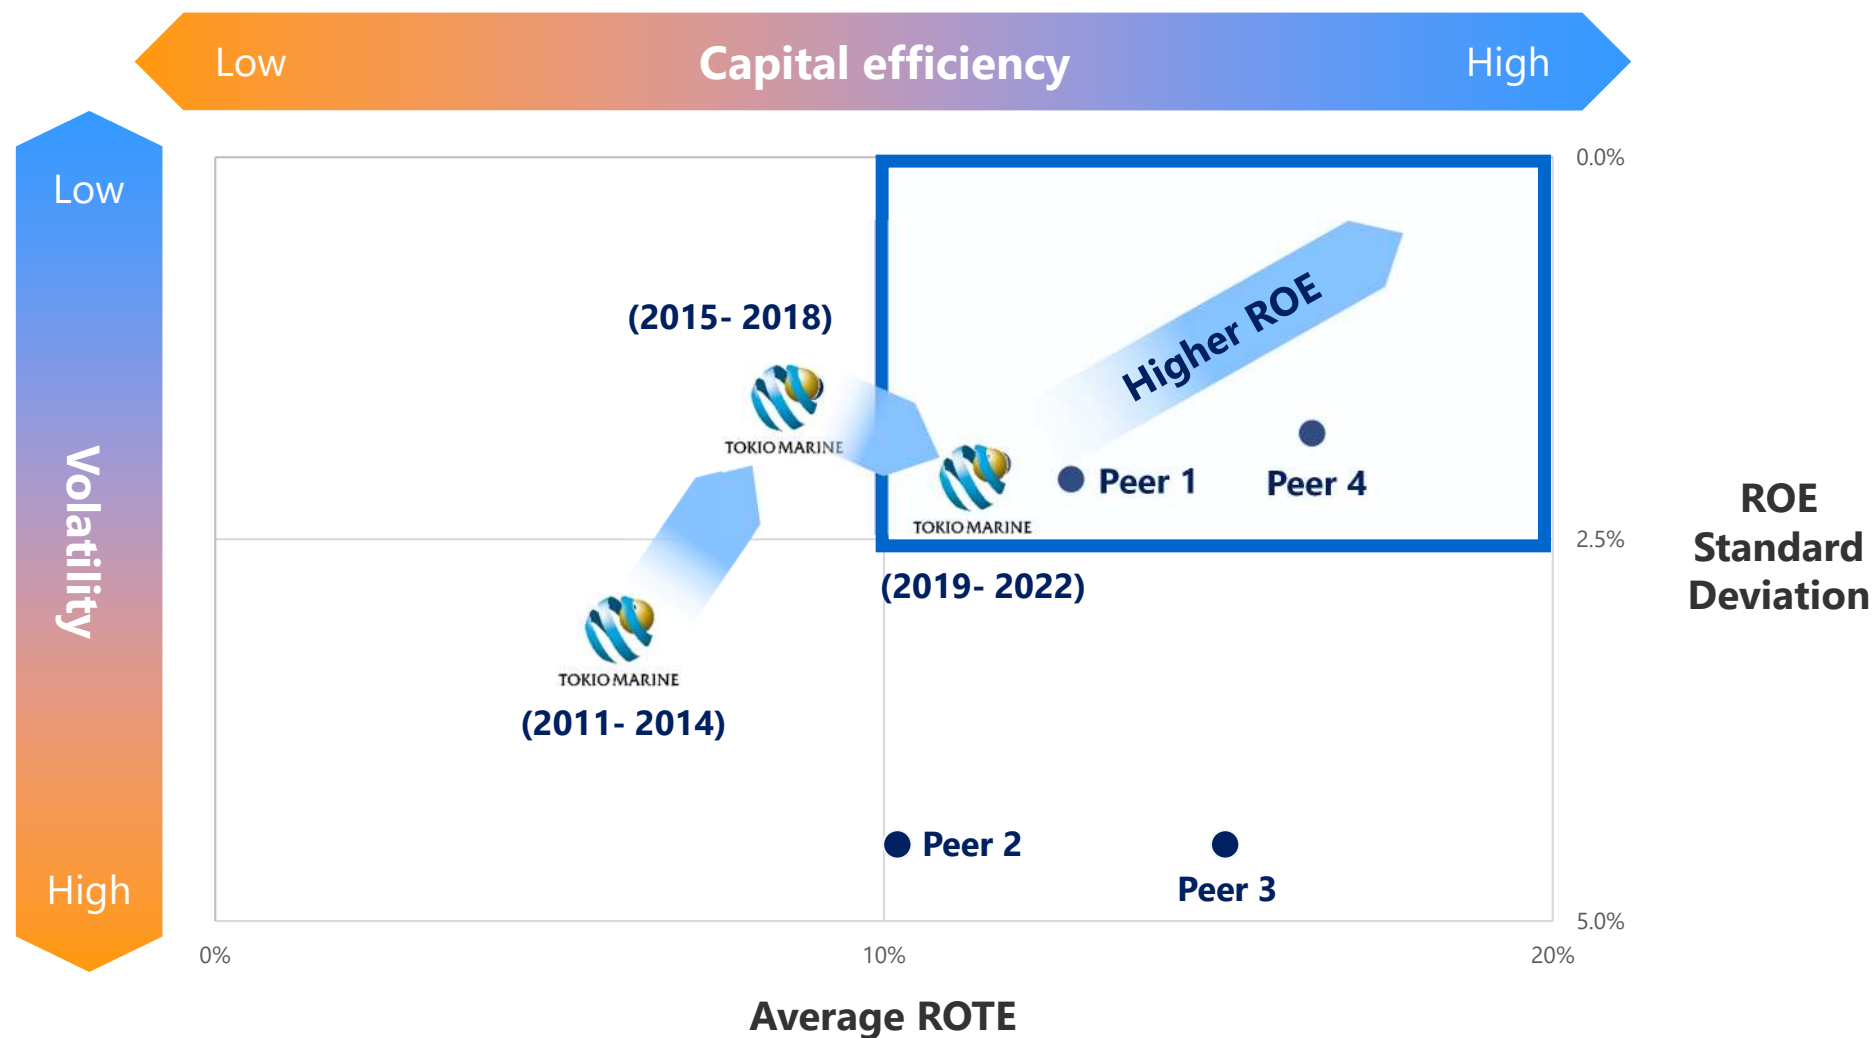 Low
Capital efficiency
High
Low
Volatility
High
0.0%
2.5%
5.0%
ROE
Standard
Deviation
(2015- 2018)
TOKIO MARINE
Higher ROE
TOKIO MARINE
(2019- 2022)
Peer 1
Peer 4
TOKIO MARINE
(2011- 2014)
Peer 2
Peer 3
0%
10%
20%
Average ROTE